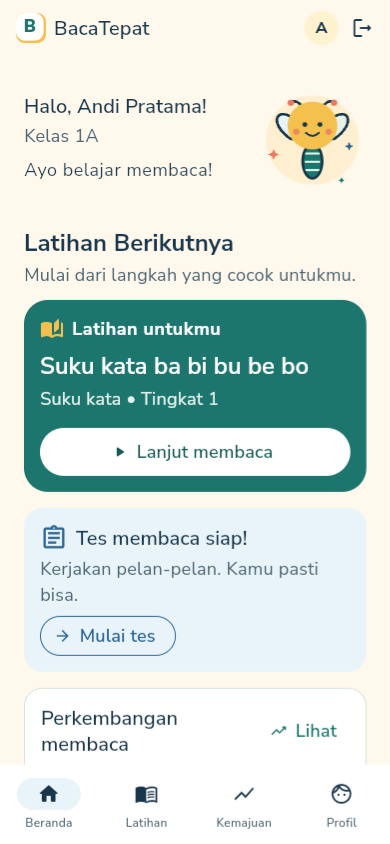 B BacaTepat A
Halo, Andi Pratama!
Kelas 1A
Ayo belajar membaca!
Latihan Berikutnya
Mulai dari langkah yang cocok untukmu.
Latihan untukmu
Suku kata ba bi bu be bo
Suku kata • Tingkat 1
Lanjut membaca
Tes membaca siap!
Kerjakan pelan-pelan. Kamu pasti
bisa.
Mulai tes
Perkembangan
membaca
Lihat
Beranda Latihan Kemajuan Profil